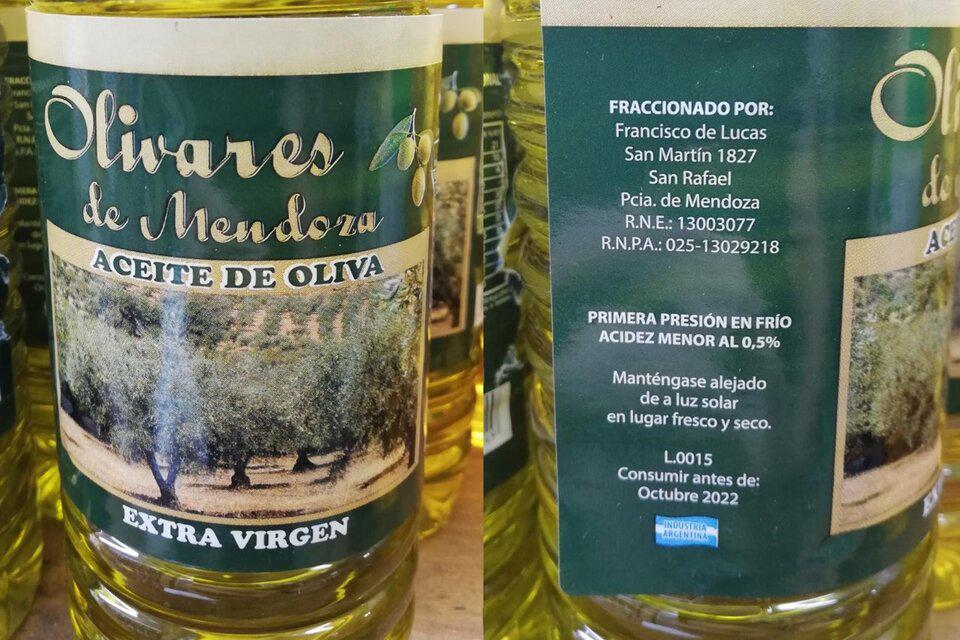 Olivares
de Mendoza
ACEITE DE OLIVA
EXTRA VIRGEN
FRACCIONADO POR:
Francisco de Lucas
San Martín 1827
San Rafael
Pcia. de Mendoza
R.N.E.: 13003077
R.N.P.A.: 025-13029218
PRIMERA PRESIÓN EN FRÍO
ACIDEZ MENOR AL 0,5%
Manténgase alejado
de a luz solar
en lugar fresco y seco.
L.0015
Consumir antes de:
Octubre 2022
INDUSTRIA
ARGENTINA